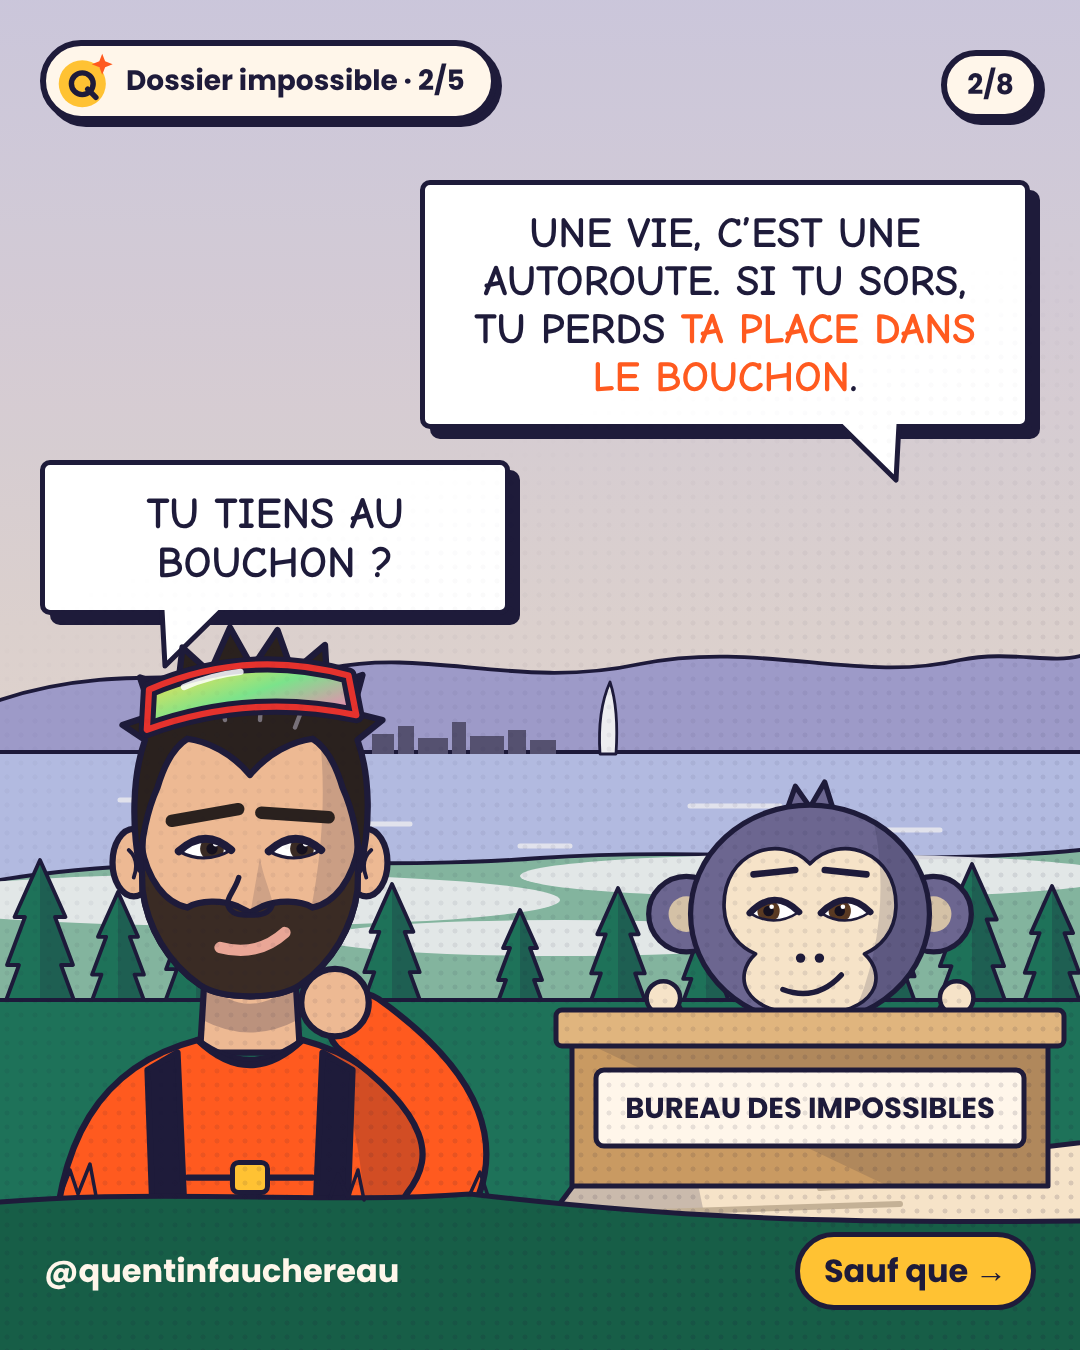 Q
Dossier impossible · 2/5
2/8
UNE VIE, C'EST UNE
AUTOROUTE. SI TU SORS,
TU PERDS TA PLACE DANS
LE BOUCHON.
TU TIENS AU
BOUCHON ?
BUREAU DES IMPOSSIBLES
@quentinfauchereau
Sauf que →